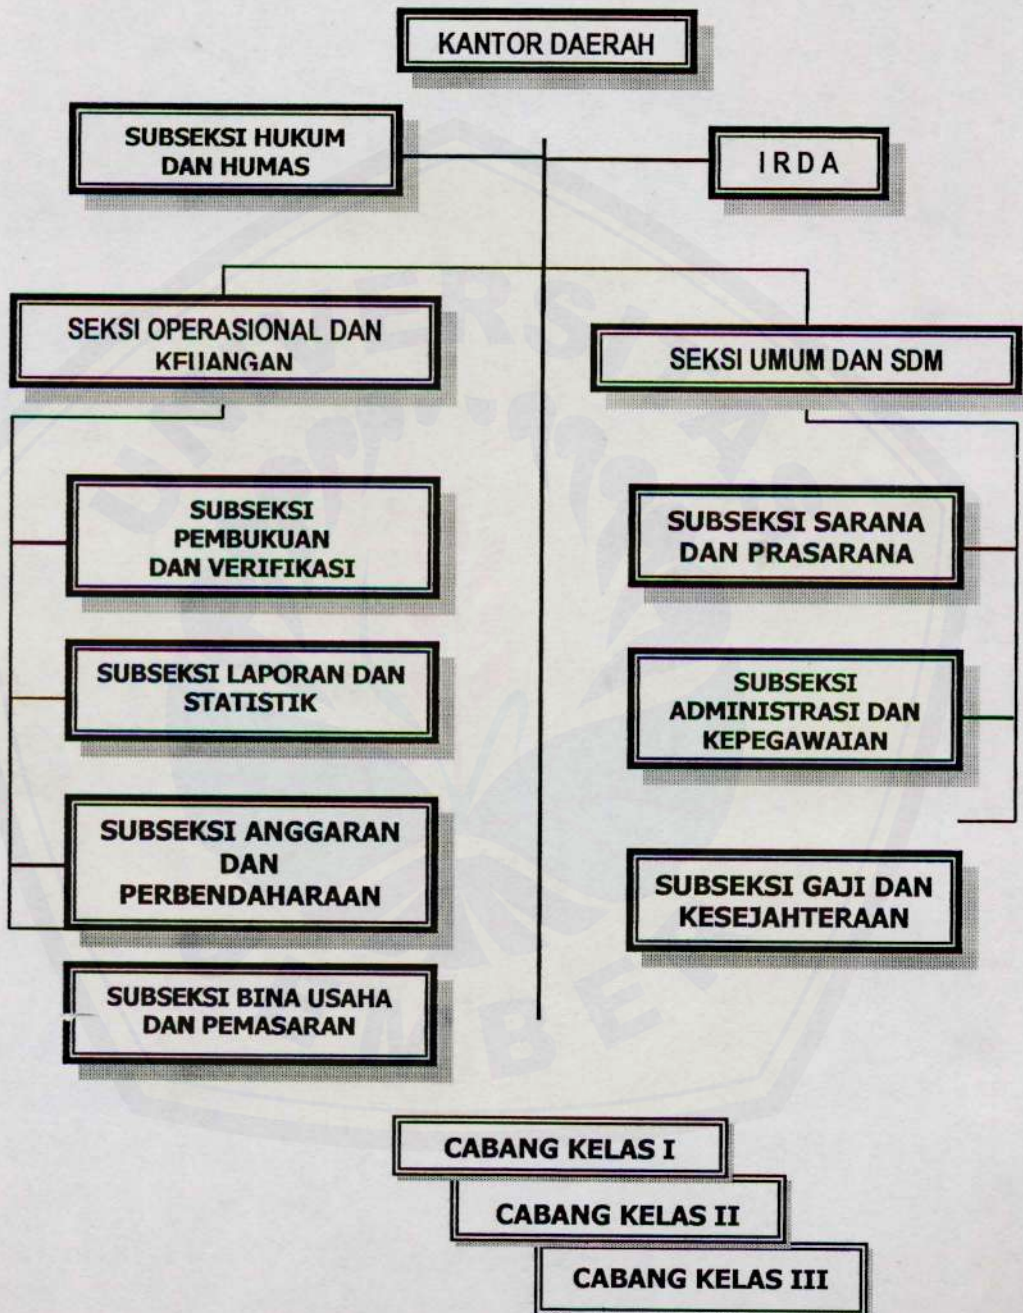 KANTOR DAERAH
SUBSEKSI HUKUM
DAN HUMAS
I R D A
SEKSI OPERASIONAL DAN
KEUANGAN
SEKSI UMUM DAN SDM
SUBSEKSI
PEMBUKUAN
DAN VERIFIKASI
SUBSEKSI LAPORAN DAN
STATISTIK
SUBSEKSI ANGGARAN
DAN
PERBENDAHARAAN
SUBSEKSI BINA USAHA
DAN PEMASARAN
SUBSEKSI SARANA
DAN PRASARANA
SUBSEKSI
ADMINISTRASI DAN
KEPEGAWAIAN
SUBSEKSI GAJI DAN
KESEJAHTERAAN
CABANG KELAS I
CABANG KELAS II
CABANG KELAS III
UNIVERSITAS
JEMBER